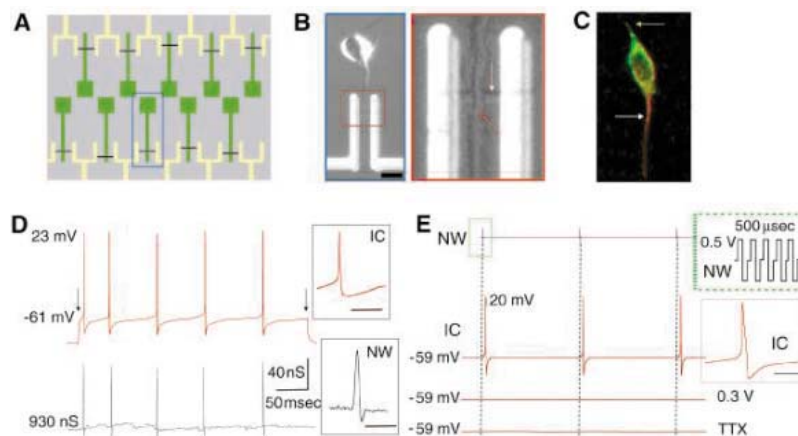 A
B
C
D
23 mV
-61 mV
930 nS
40nS
50msec
IC
NW
E
NW
500 µsec
0.5 V
NW
20 mV
IC
-59 mV
IC
-59 mV
0.3 V
-59 mV
TTX